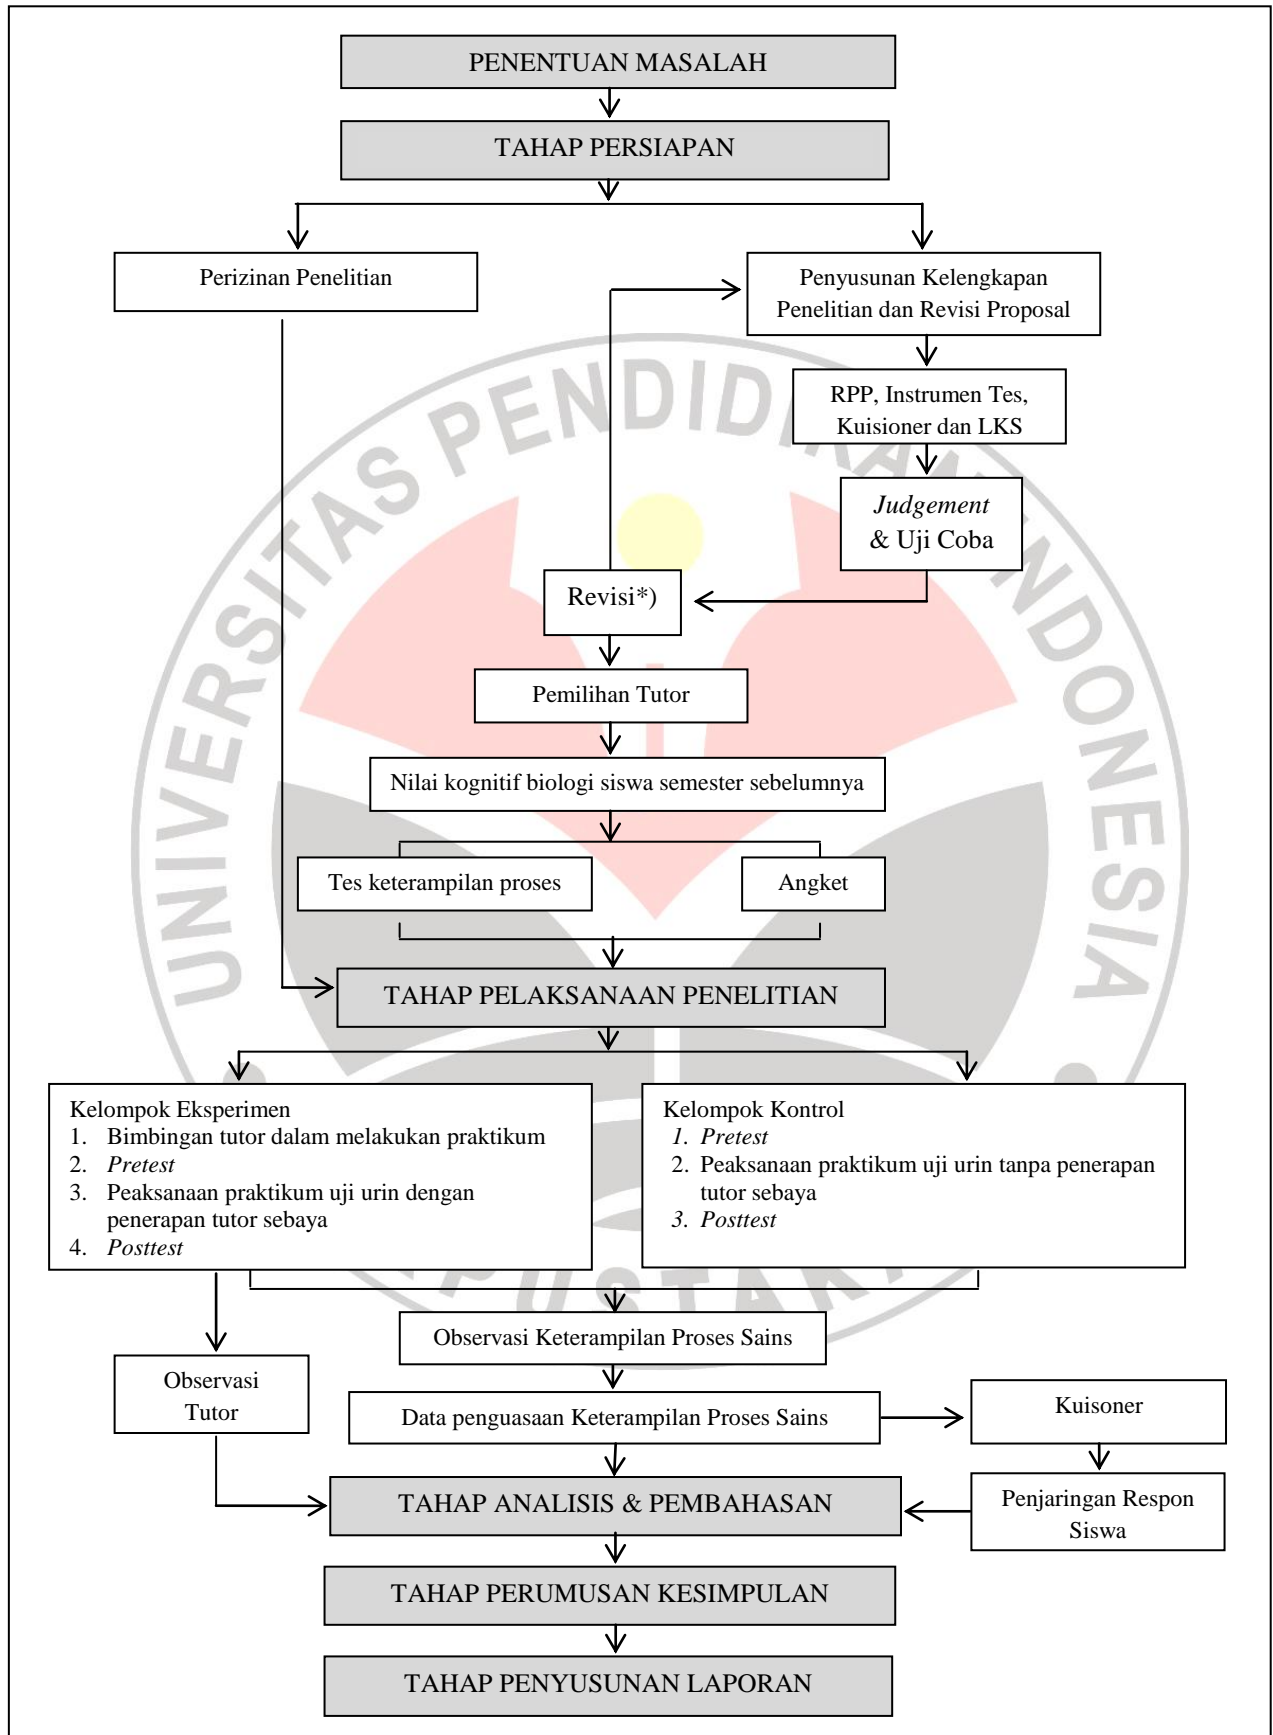 PENENTUAN MASALAH
TAHAP PERSIAPAN
Perizinan Penelitian
Penyusunan Kelengkapan
Penelitian dan Revisi Proposal
RPP, Instrumen Tes,
Kuisioner dan LKS
Judgement
& Uji Coba
Revisi*)
Pemilihan Tutor
Nilai kognitif biologi siswa semester sebelumnya
Tes keterampilan proses
Angket
TAHAP PELAKSANAAN PENELITIAN
Kelompok Eksperimen
1. Bimbingan tutor dalam melakukan praktikum
2. Pretest
3. Peaksanaan praktikum uji urin dengan
penerapan tutor sebaya
4. Posttest
Kelompok Kontrol
1. Pretest
2. Peaksanaan praktikum uji urin tanpa penerapan
tutor sebaya
3. Posttest
Observasi Keterampilan Proses Sains
Observasi
Tutor
Data penguasaan Keterampilan Proses Sains
Kuisoner
Penjaringan Respon
Siswa
TAHAP ANALISIS & PEMBAHASAN
TAHAP PERUMUSAN KESIMPULAN
TAHAP PENYUSUNAN LAPORAN
UNIVERSITAS PENDIDIKAN INDONESIA